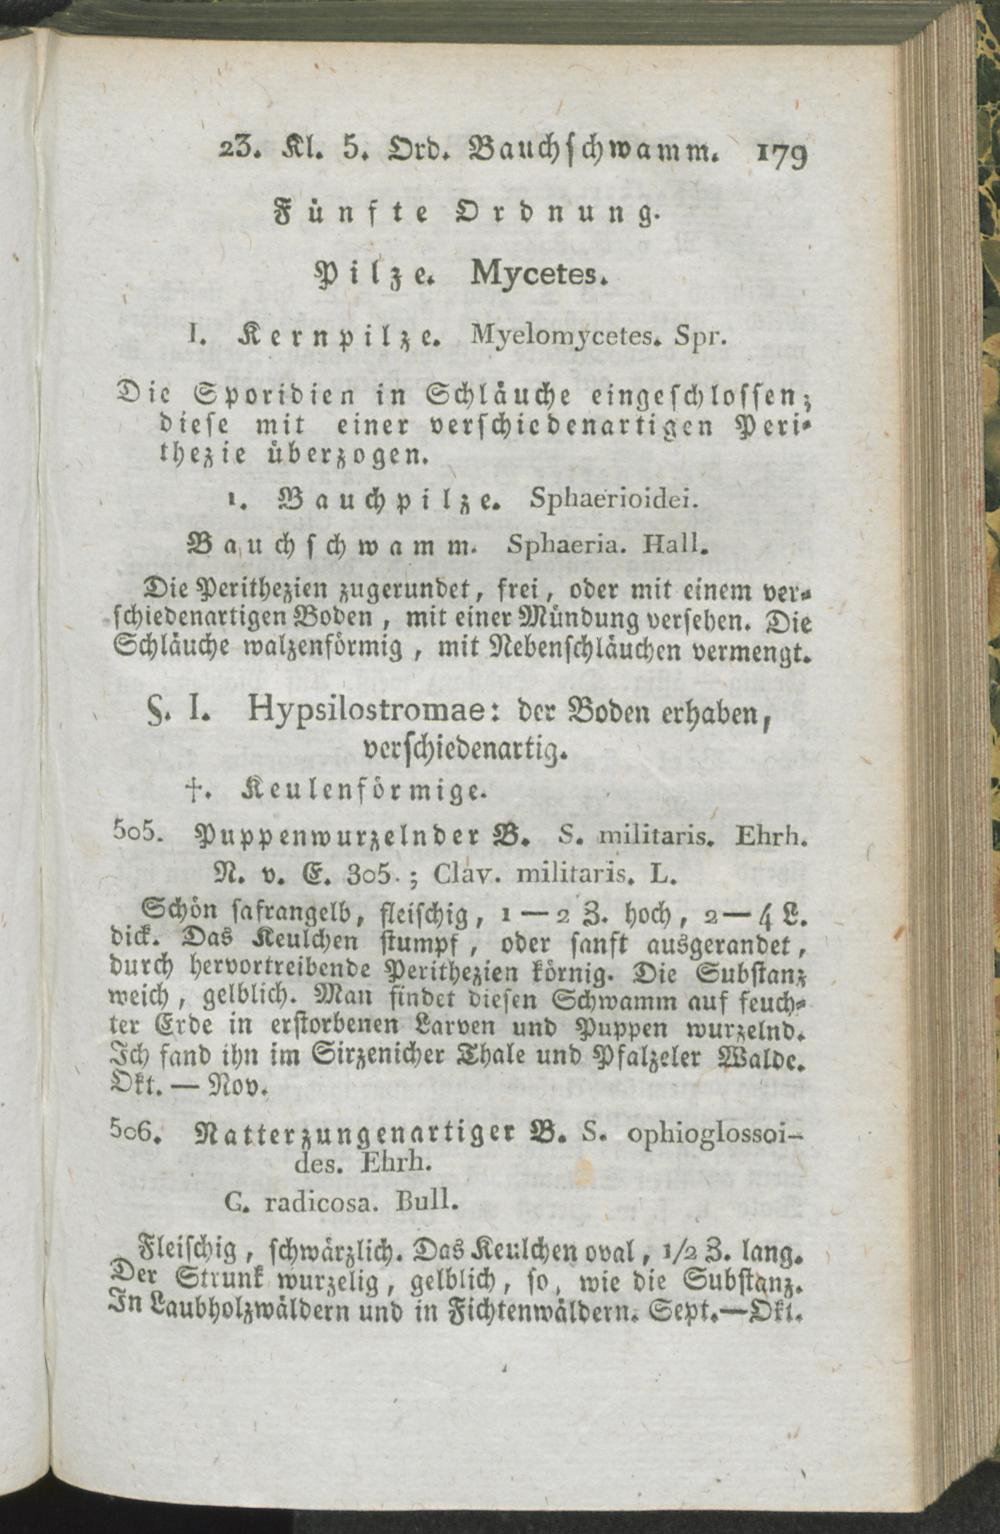 23. Kl. 5. Ord. Bauchschwamm. 179
Fünfte Ordnung.
Pilze. Mycetes.
I. Kernpilze. Myelomycetes. Spr.
Die Sporidien in Schläuche eingeschlossen;
diese mit einer verschiedenartigen Peri-
thezie überzogen.
1. Bauchpilze. Sphaerioidei.
Bauchschwamm. Sphaeria. Hall.
Die Perithezien zugerundet, frei, oder mit einem ver-
schiedenartigen Boden, mit einer Mündung versehen. Die
Schläuche walzenförmig, mit Nebenschläuchen vermengt.
§. I. Hypsilostromae: der Boden erhaben,
verschiedenartig.
†. Keulenförmige.
505. Puppenwurzelnder B. S. militaris. Ehrh.
N. v. E. 305.; Clav. militaris. L.
Schön safrangelb, fleischig, 1—2 Z. hoch, 2—4 L.
dick. Das Keulchen stumpf, oder sanft ausgerandet,
durch hervortreibende Perithezien körnig. Die Substanz
weich, gelblich. Man findet diesen Schwamm auf feuch-
ter Erde in erstorbenen Larven und Puppen wurzelnd.
Ich fand ihn im Sirzenicher Thale und Pfalzeler Walde.
Okt. — Nov.
506. Natterzungenartiger B. S. ophioglossoi-
des. Ehrh.
C. radicosa. Bull.
Fleischig, schwärzlich. Das Keulchen oval, 1/2 Z. lang.
Der Strunk wurzelig, gelblich, so, wie die Substanz.
In Laubholzwäldern und in Fichtenwäldern. Sept.—Okt.